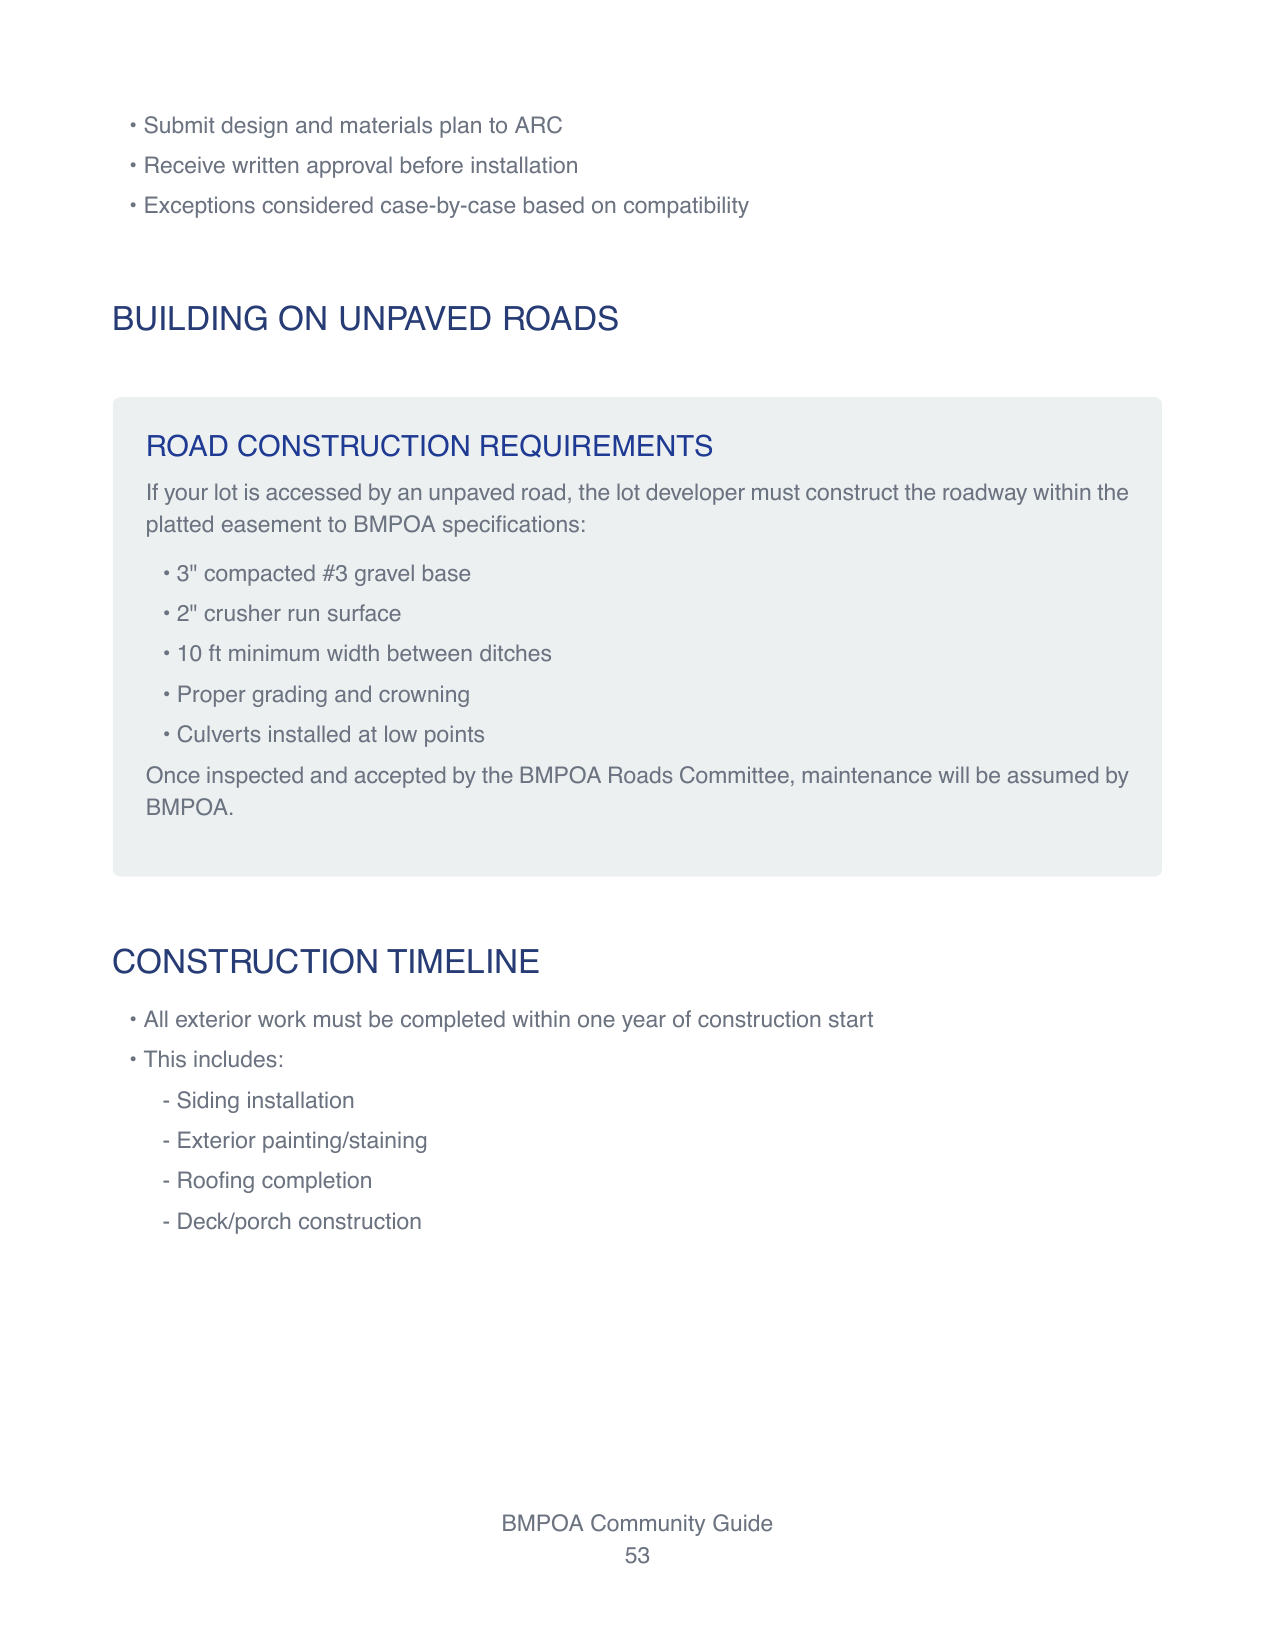 • Submit design and materials plan to ARC
• Receive written approval before installation
• Exceptions considered case-by-case based on compatibility
BUILDING ON UNPAVED ROADS
ROAD CONSTRUCTION REQUIREMENTS
If your lot is accessed by an unpaved road, the lot developer must construct the roadway within the
platted easement to BMPOA specifications:
• 3" compacted #3 gravel base
• 2" crusher run surface
• 10 ft minimum width between ditches
• Proper grading and crowning
• Culverts installed at low points
Once inspected and accepted by the BMPOA Roads Committee, maintenance will be assumed by
BMPOA.
CONSTRUCTION TIMELINE
• All exterior work must be completed within one year of construction start
• This includes:
- Siding installation
- Exterior painting/staining
- Roofing completion
- Deck/porch construction
BMPOA Community Guide
53